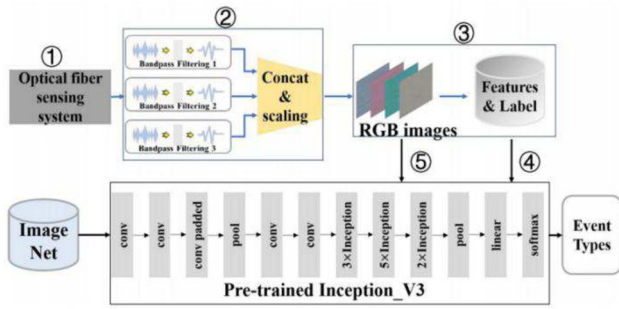 ①
Optical fiber
sensing
system
②
Bandpass Filtering 1
Bandpass Filtering 2
Bandpass Filtering 3
Concat
&
scaling
③
RGB images
Features
& Label
⑤
④
Image
Net
conv
conv
conv padded
pool
conv
conv
3×Inception
5×Inception
2×Inception
pool
linear
softmax
Event
Types
Pre-trained Inception_V3